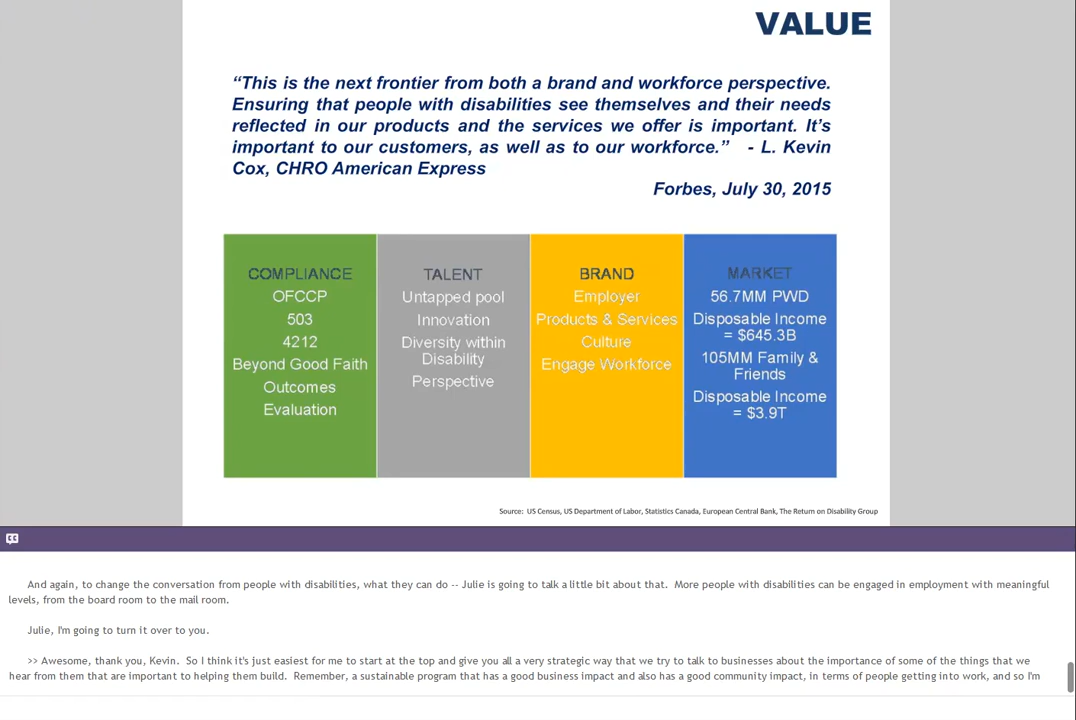 VALUE
“This is the next frontier from both a brand and workforce perspective.
Ensuring that people with disabilities see themselves and their needs
reflected in our products and the services we offer is important. It’s
important to our customers, as well as to our workforce.” - L. Kevin
Cox, CHRO American Express
Forbes, July 30, 2015
COMPLIANCE
OFCCP
503
4212
Beyond Good Faith
Outcomes
Evaluation
TALENT
Untapped pool
Innovation
Diversity within
Disability
Perspective
BRAND
Employer
Products & Services
Culture
Engage Workforce
MARKET
56.7MM PWD
Disposable Income
= $645.3B
105MM Family &
Friends
Disposable Income
= $3.9T
Source: US Census, US Department of Labor, Statistics Canada, European Central Bank, The Return on Disability Group
And again, to change the conversation from people with disabilities, what they can do -- Julie is going to talk a little bit about that. More people with disabilities can be engaged in employment with meaningful
levels, from the board room to the mail room.
Julie, I'm going to turn it over to you.
>> Awesome, thank you, Kevin. So I think it's just easiest for me to start at the top and give you all a very strategic way that we try to talk to businesses about the importance of some of the things that we
hear from them that are important to helping them build. Remember, a sustainable program that has a good business impact and also has a good community impact, in terms of people getting into work, and so I'm